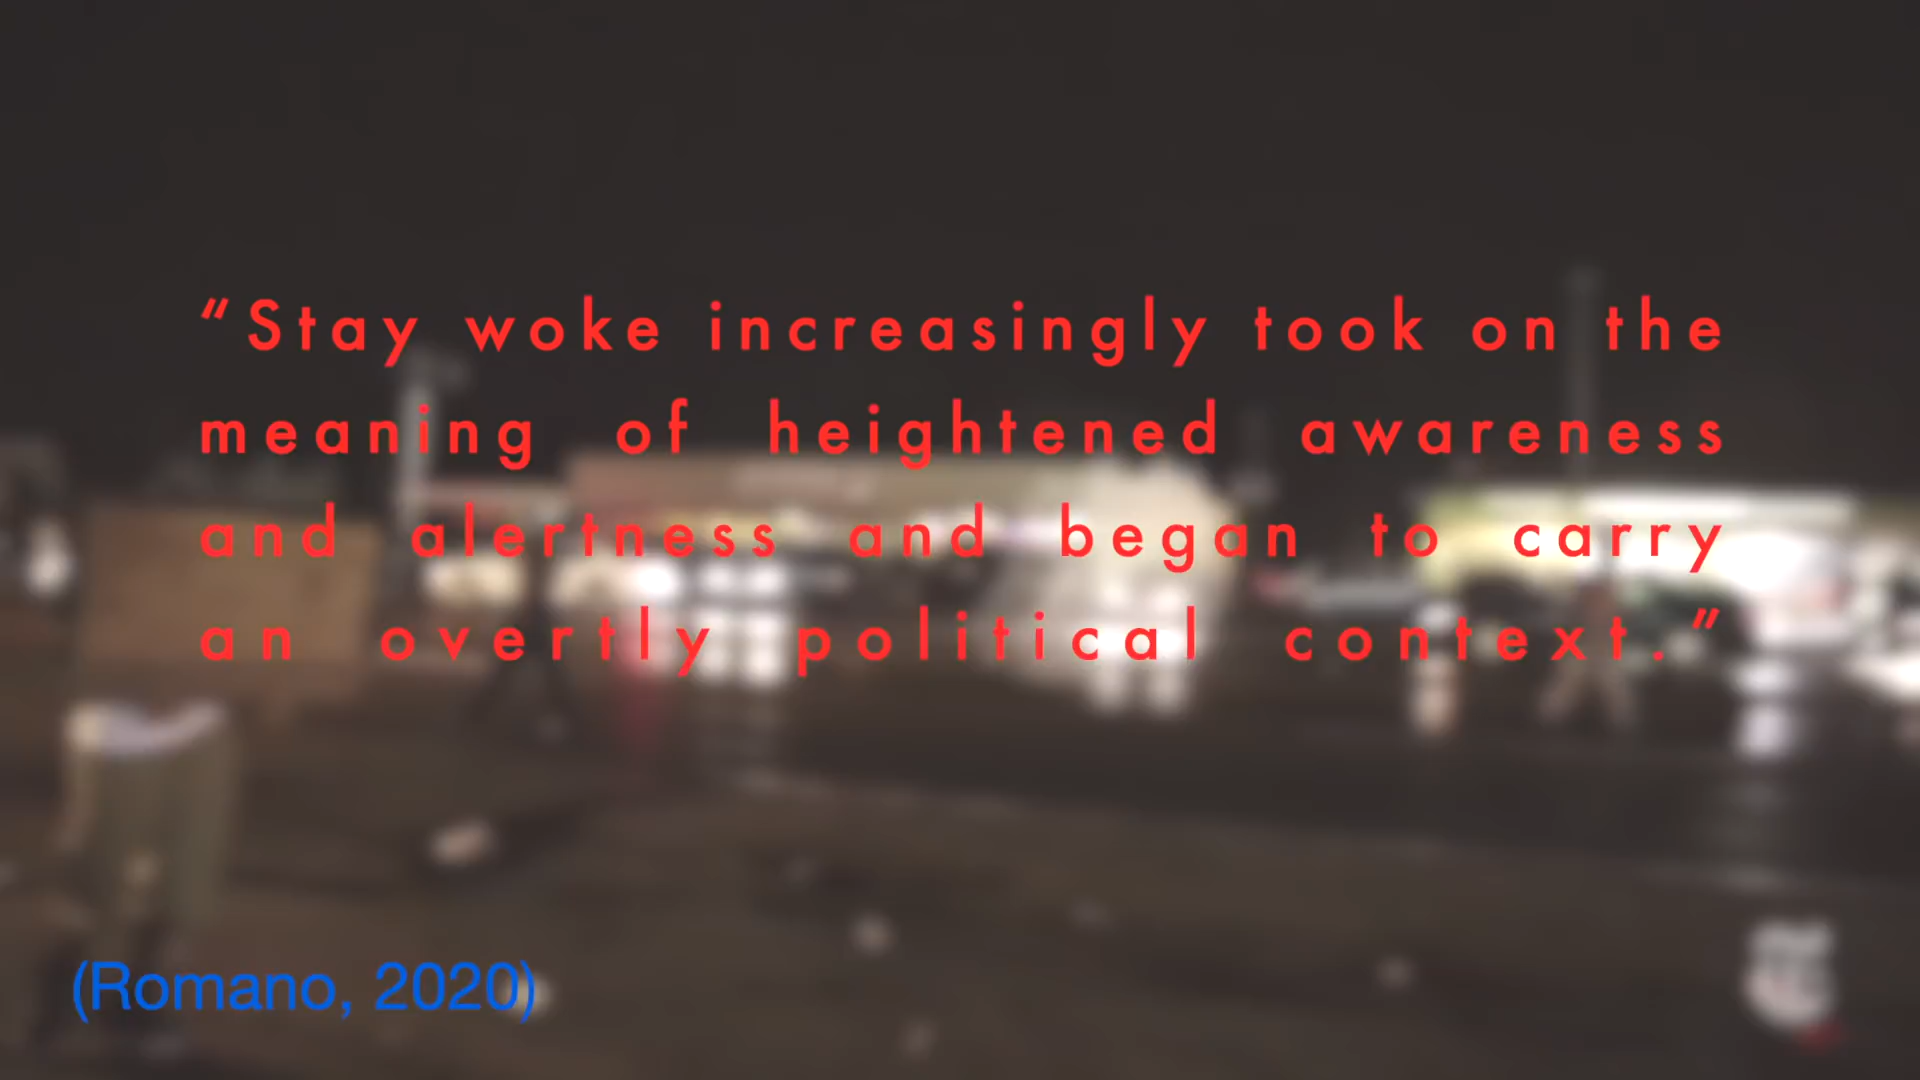 “Stay woke increasingly took on the
meaning of heightened awareness
and alertness and began to carry
an overtly political context.”
(Romano, 2020)